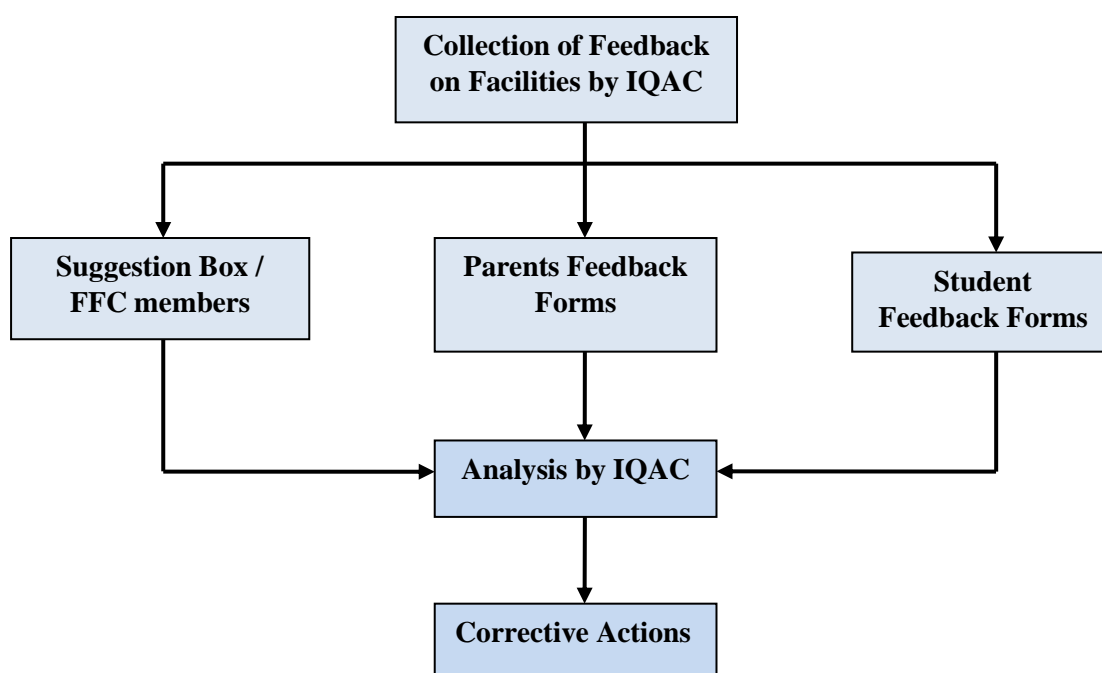 Collection of Feedback
on Facilities by IQAC
Suggestion Box /
FFC members
Parents Feedback
Forms
Student
Feedback Forms
Analysis by IQAC
Corrective Actions